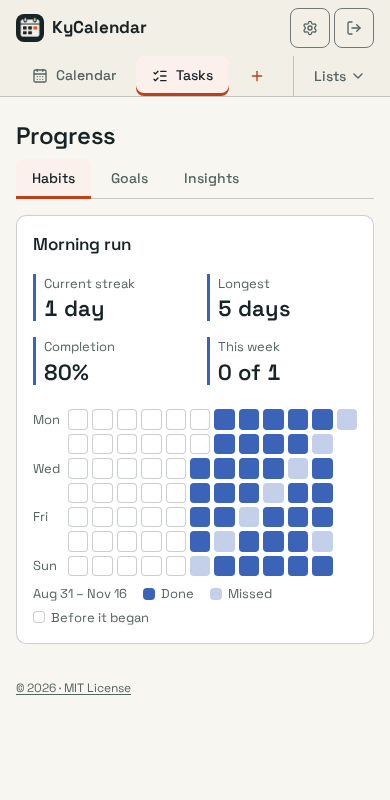 KyCalendar
Calendar
Tasks
Lists
Progress
Habits
Goals
Insights
Morning run
Current streak
1 day
Longest
5 days
Completion
80%
This week
0 of 1
Mon
Wed
Fri
Sun
Aug 31 – Nov 16
Done
Missed
Before it began
© 2026 · MIT License